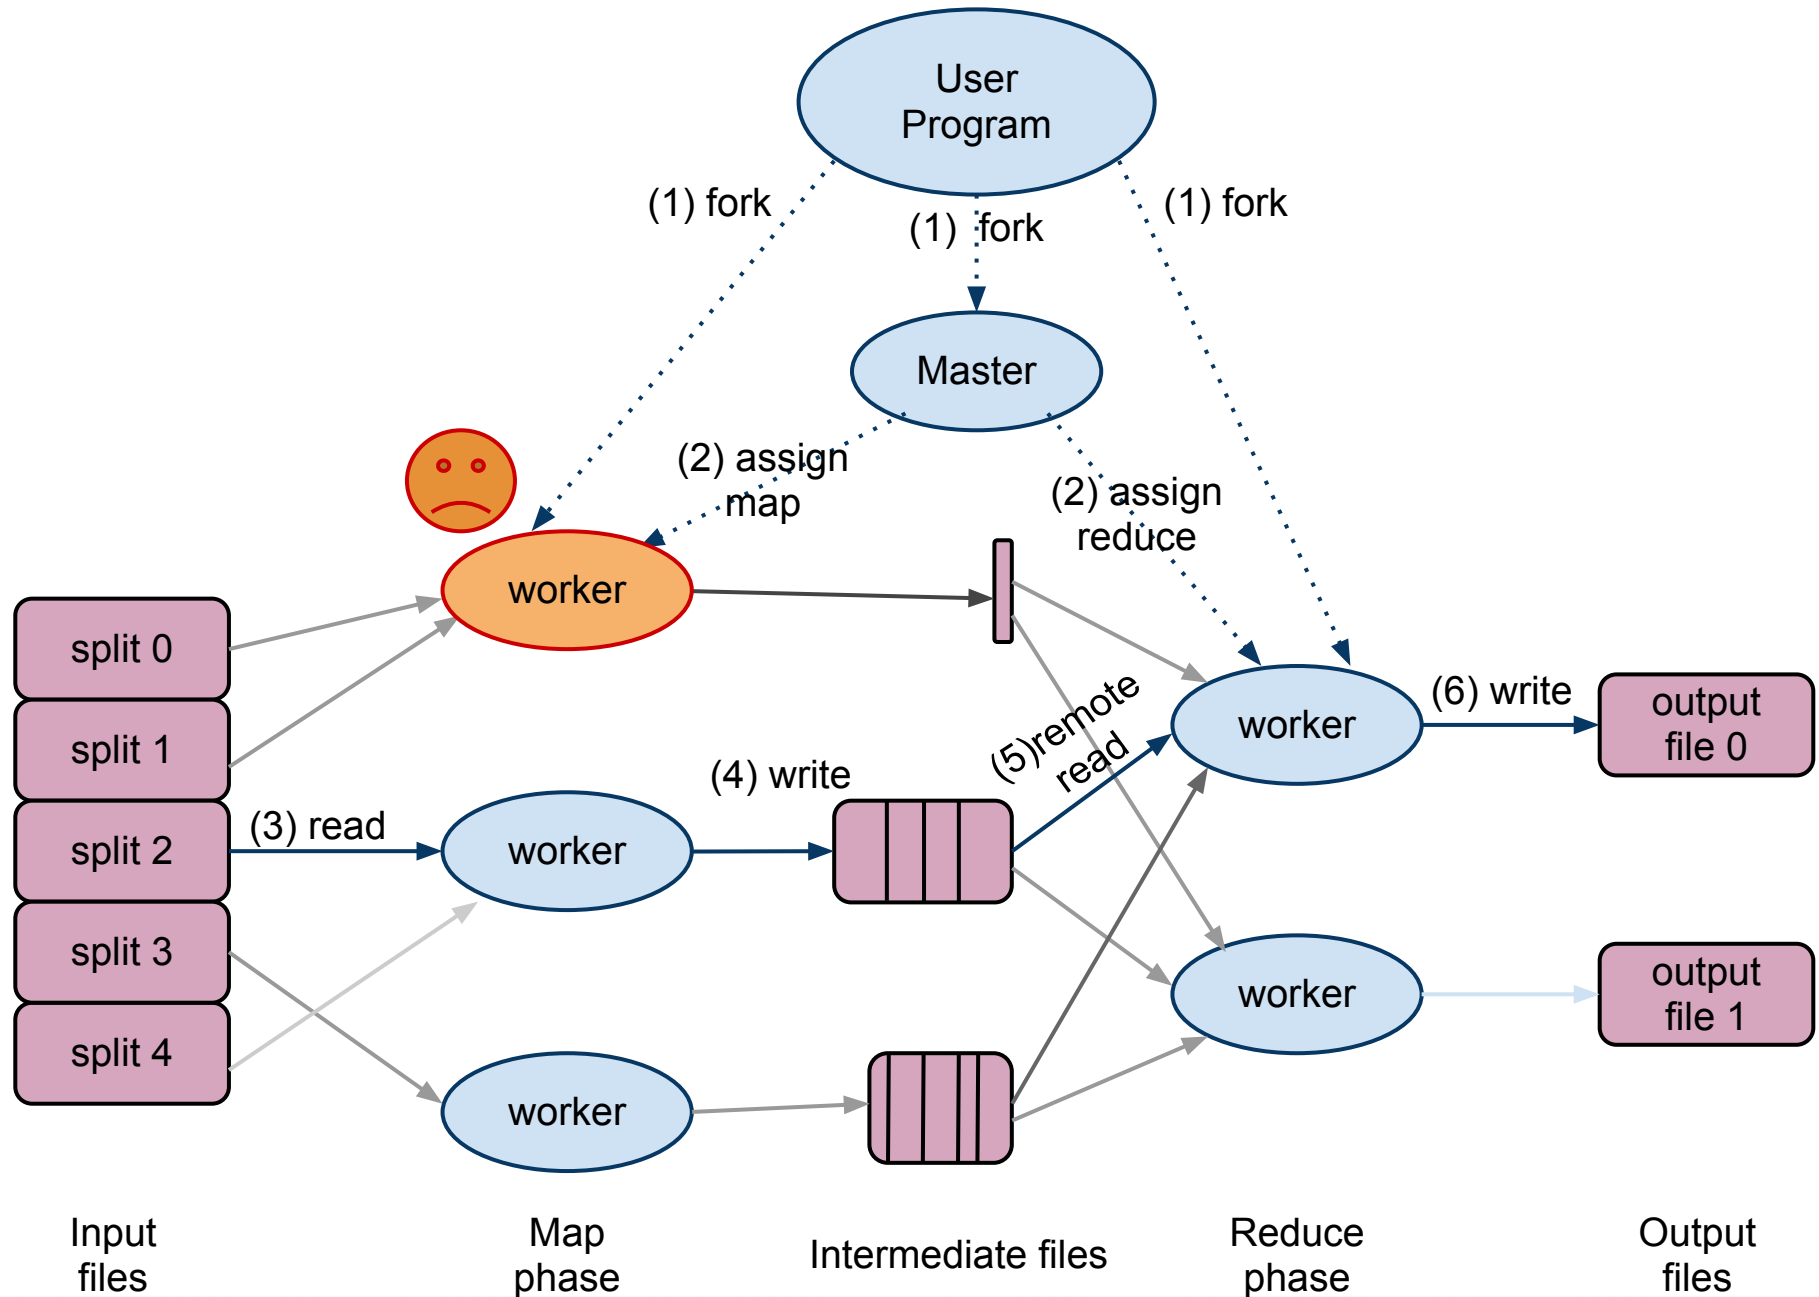 User
Program
(1) fork
(1) fork
(1) fork
Master
(2) assign
map
(2) assign
reduce
worker
split 0
split 1
split 2
split 3
split 4
(3) read
worker
(4) write
(5)remote
read
worker
(6) write
output
file 0
worker
output
file 1
worker
Input
files
Map
phase
Intermediate files
Reduce
phase
Output
files